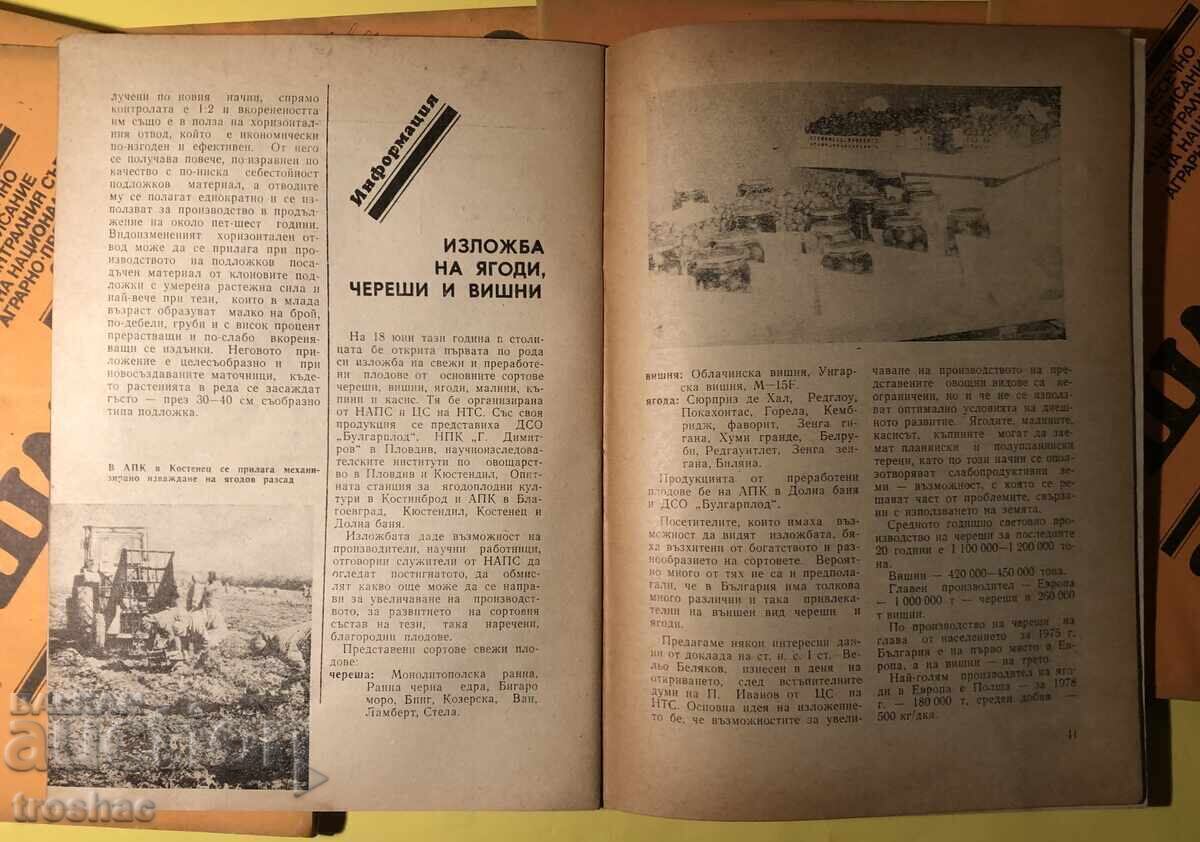 лучени по новия начин, спрямо
контролата е 1:2 и вкоренеността
им също е в полза на хоризонтал-
ния отвод, който е икономически
по-изгоден и ефективен. От него
се получава повече, по-изравнен по
качество с по-ниска себестойност
подложков материал, а отводите
му се полагат еднократно и се из-
ползват за производство в продъл-
жение на около пет-шест години.
Видоизмененият хоризонтален от-
вод може да се прилага при про-
изводството на подложков поса-
дъчен материал от клоновите под-
ложки с умерена растежна сила и
най-вече при тези, които в млада
възраст образуват малко на брой,
по-дебели, груби и с висок процент
прерастващи и по-слабо вкореня-
ващи се издънки. Неговото при-
ложение е целесъобразно и при
новосъздаваните маточници, къде-
то растенията в реда се засаждат
гъсто — през 30—40 см съобразно
типа подложка.
В АПК в Костенец се прилага механи-
зирано изваждане на ягодов разсад
Информация
ИЗЛОЖБА
НА ЯГОДИ,
ЧЕРЕШИ И ВИШНИ
На 18 юни тази година в столи-
цата бе открита първата по рода
си изложба на свежи и преработе-
ни плодове от основните сортове
череши, вишни, ягоди, малини, къ-
пини и касис. Тя бе организирана
от НАПС и ЦС на НТС. Със своя
продукция се представиха ДСО
„Булгарплод", НПК „Г. Димит-
ров" в Пловдив, научноизследова-
телските институти по овощарст-
во в Пловдив и Кюстендил, Опит-
ната станция за ягодоплодни кул-
тури в Костинброд и АПК в Бла-
гоевград, Кюстендил, Костенец и
Долна баня.
Изложбата даде възможност на
производители, научни работници,
отговорни служители от НАПС да
огледат постигнатото, да обмис-
лят какво още може да се напра-
ви за увеличаване на производст-
вото, за развитието на сортовия
състав на тези, така наречени,
благородни плодове.
Представени сортове свежи пло-
дове:
череша: Монолитополска ранна,
Ранна черна едра, Бигаро
моро, Бинг, Козерска, Ван,
Ламберт, Стела.
вишня: Облачинска вишня, Унгар-
ска вишня, М—15F.
ягода: Сюрприз де Хал, Редглоу,
Покахонтас, Горела, Кемб-
ридж, фаворит, Зенга ги-
гана, Хуми гранде, Белру-
би, Редгаунтлет, Зенга зен-
гана, Биляна.
Продукцията от преработени
плодове бе на АПК в Долна баня
и ДСО „Булгарплод".
Посетителите, които имаха въз-
можност да видят изложбата, бя-
ха възхитени от богатството и раз-
нообразието на сортовете. Вероят-
но много от тях не са и предпола-
гали, че в България има толкова
много различни и така привлека-
телни на външен вид череши и
ягоди.
Предлагаме някои интересни дан-
ни от доклада на ст. н. с. I ст. Ве-
льо Беляков, изнесен в деня на
откриването, след встъпителните
думи на П. Иванов от ЦС на
НТС. Основна идея на изложение-
то бе, че възможностите за увели-
чаване на производството на пред-
ставените овощни видове са не-
ограничени, но и че не се използ-
ват оптимално условията на днеш-
ното развитие. Ягодите, малините,
касисът, къпините могат да зае-
мат планински и полупланински
терени, като по този начин се опол-
зотворяват слабопродуктивни зе-
ми — възможност, с която се ре-
шават част от проблемите, свърза-
ни с използването на земята.
Средното годишно световно про-
изводство на череши за последните
20 години е 1 100 000—1 200 000 то-
на.
Вишни — 420 000—450 000 тона.
Главен производител — Европа
— 1 000 000 т — череши и 260 000
т вишни.
По производство на череши на
глава от населението за 1975 г.
България е на първо място в Ев-
ропа, а на вишни — на трето.
Най-голям производител на яго-
ди в Европа е Полша — за 1978
г. — 180 000 т, среден добив —
500 кг/дка.
41
troshac